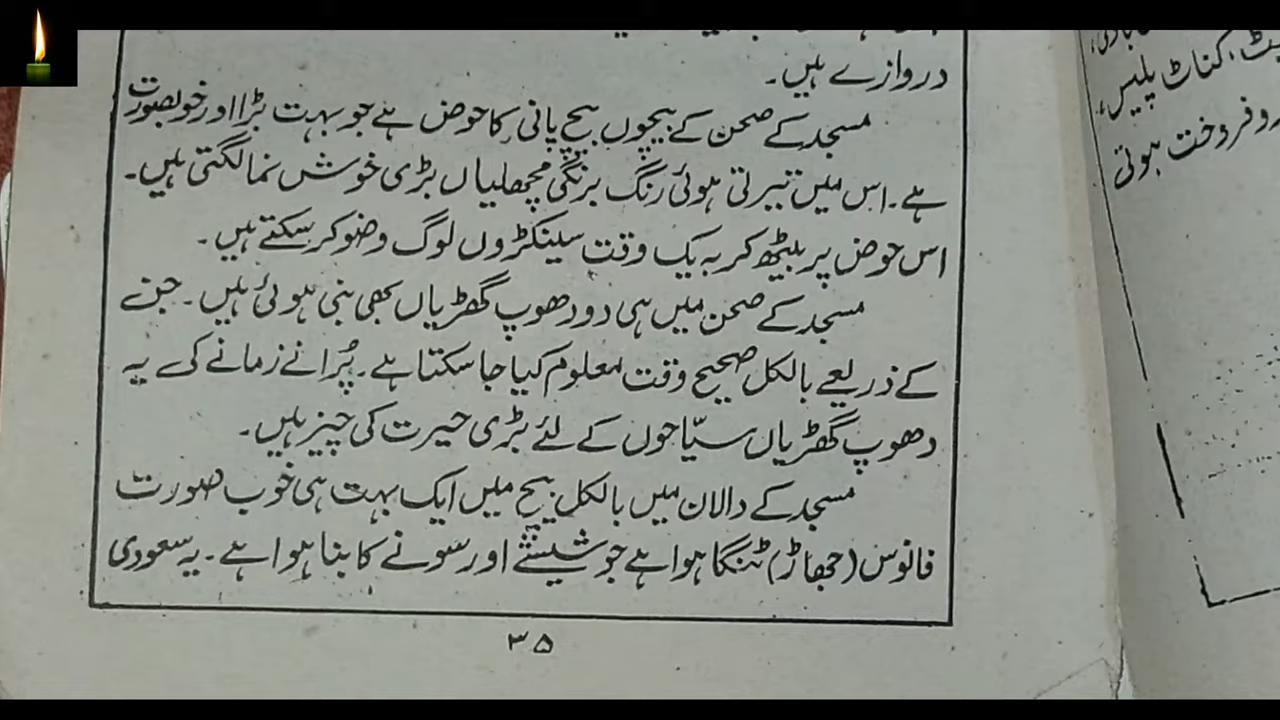 دروازے ہیں۔
مسجد کے صحن کے بیچوں بیچ پانی کا حوض ہے جو بہت بڑا اور خوبصورت
ہے۔ اس میں تیرتی ہوئی رنگ برنگی مچھلیاں بڑی خوش نما لگتی ہیں۔
اس حوض پر بیٹھ کر بہ یک وقت سینکڑوں لوگ وضو کر سکتے ہیں۔
مسجد کے صحن میں ہی دو دھوپ گھڑیاں بھی بنی ہوئی ہیں۔ جن
کے ذریعے بالکل صحیح وقت معلوم کیا جا سکتا ہے۔ پُرانے زمانے کی یہ
دھوپ گھڑیاں سیّاحوں کے لئے بڑی حیرت کی چیز ہیں۔
مسجد کے دالان میں بالکل بیچ میں ایک بہت ہی خوب صورت
فانوس (جھاڑ) ٹنگا ہوا ہے جو شیشے اور سونے کا بنا ہوا ہے۔ یہ سعودی
۳۵
کناٹ پلیس،
فروخت ہوتی